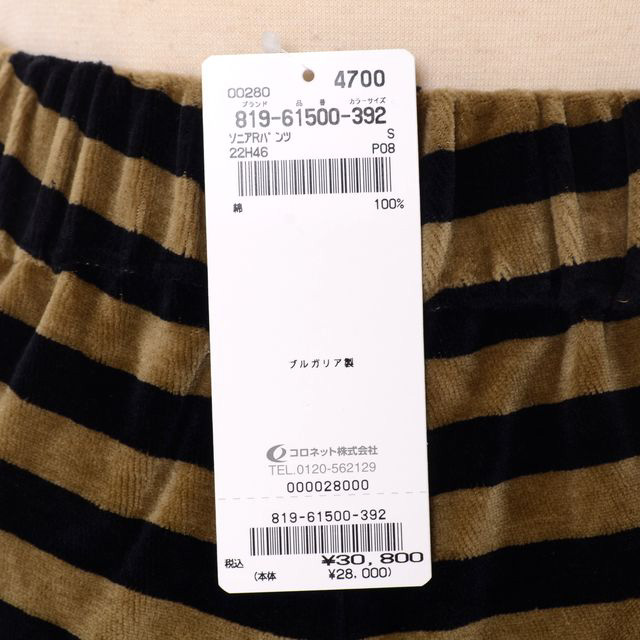 00280 4700
ブランド 品 番 カラーサイズ
819-61500-392
ソニアRパンツ S
22H46 P08
綿 100%
ブルガリア製
コロネット株式会社
TEL.0120-562129
000028000
819-61500-392
税込 ¥30,800
(本体 ¥28,000)